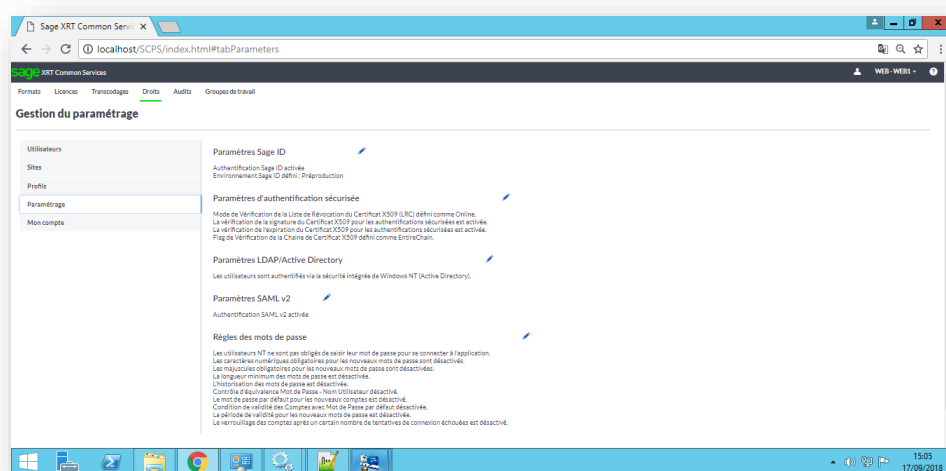 Sage XRT Common Servic
localhost/SCPS/index.html#tabParameters
sage XRT Common Services
WEB - WEB1
Formats Licences Transcodages Droits Audits Groupes de travail
Gestion du paramétrage
Utilisateurs
Sites
Profils
Paramétrage
Mon compte
Paramètres Sage ID
Authentification Sage ID activée
Environnement Sage ID défini : Préproduction
Paramètres d'authentification sécurisée
Mode de Vérification de la Liste de Révocation du Certificat X509 (LRC) défini comme Online.
La vérification de la signature du Certificat X509 pour les authentifications sécurisées est activée.
La vérification de l'expiration du Certificat X509 pour les authentifications sécurisées est activée.
Flag de Vérification de la Chaine de Certificat X509 défini comme EntireChain.
Paramètres LDAP/Active Directory
Les utilisateurs sont authentifiés via la sécurité intégrée de Windows NT (Active Directory).
Paramètres SAML v2
Authentification SAML v2 activée
Règles des mots de passe
Les utilisateurs NT ne sont pas obligés de saisir leur mot de passe pour se connecter à l'application.
Les caractères numériques obligatoires pour les nouveaux mots de passe sont désactivés.
Les majuscules obligatoires pour les nouveaux mots de passe sont désactivées.
La longueur minimum des mots de passe est désactivée.
L'historisation des mots de passe est désactivée.
Contrôle d'équivalence Mot de Passe - Nom Utilisateur désactivé.
Le mot de passe par défaut pour les nouveaux comptes est désactivé.
Condition de validité des Comptes avec Mot de Passe par défaut désactivée.
La période de validité pour les nouveaux mots de passe est désactivée.
Le verrouillage des comptes après un certain nombre de tentatives de connexion échouées est désactivé.
15:05
17/09/2018